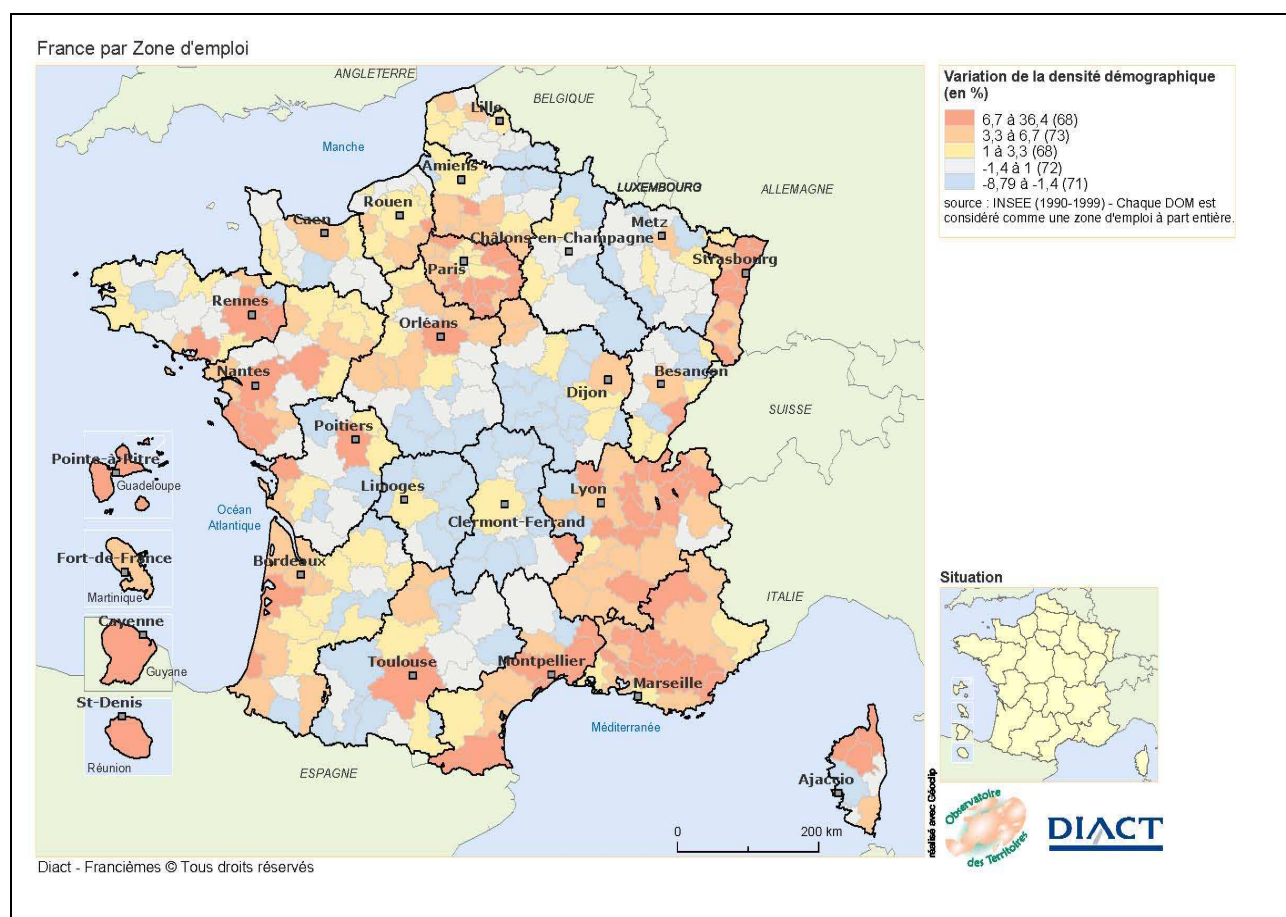 France par Zone d'emploi
ANGLETERRE
BELGIQUE
Lille
Manche
Amiens
LUXEMBOURG
ALLEMAGNE
Rouen
Caen
Metz
Châlons-en-Champagne
Paris
Strasbourg
Rennes
Orléans
Nantes
Besançon
Dijon
SUISSE
Poitiers
Pointe-à-Pitre
Guadeloupe
Limoges
Lyon
Océan
Atlantique
Clermont-Ferrand
Fort-de-France
Bordeaux
Martinique
ITALIE
Cayenne
Guyane
Toulouse
Montpellier
Marseille
St-Denis
Méditerranée
Réunion
ESPAGNE
Ajaccio
0 200 km
Variation de la densité démographique
(en %)
6,7 à 36,4 (68)
3,3 à 6,7 (73)
1 à 3,3 (68)
-1,4 à 1 (72)
-8,79 à -1,4 (71)
source : INSEE (1990-1999) - Chaque DOM est
considéré comme une zone d'emploi à part entière.
Situation
réalisé avec Géoclip
Observatoire
des Territoires
DIACT
Diact - Francièmes © Tous droits réservés